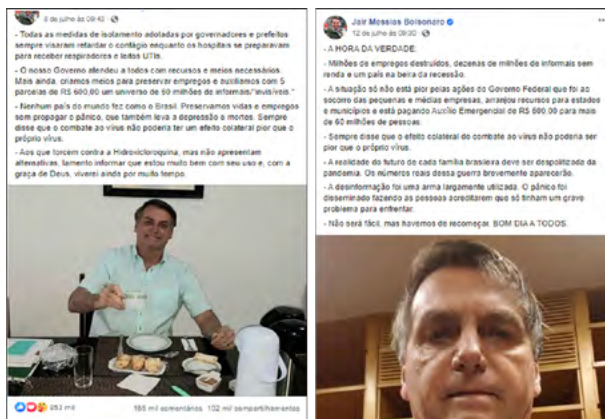 8 de julho às 09:42
- Todas as medidas de isolamento adotadas por governadores e prefeitos
sempre visaram retardar o contágio enquanto os hospitais se preparavam
para receber respiradores e leitos UTIs.
- O nosso Governo atendeu a todos com recursos e meios necessários.
Mais ainda, criamos meios para preservar empregos e auxiliamos com 5
parcelas de R$ 600,00 um universo de 60 milhões de informais/"invisíveis."
- Nenhum país do mundo fez como o Brasil. Preservamos vidas e empregos
sem propagar o pânico, que também leva a depressão e mortes. Sempre
disse que o combate ao vírus não poderia ter um efeito colateral pior que o
próprio vírus.
- Aos que torcem contra a Hidroxicloroquina, mas não apresentam
alternativas, lamento informar que estou muito bem com seu uso e, com a
graça de Deus, viverei ainda por muito tempo.
mil comentários 102 mil compartilhamentos
Jair Messias Bolsonaro
12 de julho às 09:30
- A HORA DA VERDADE:
- Milhões de empregos destruídos, dezenas de milhões de informais sem
renda e um país na beira da recessão.
- A situação só não está pior pelas ações do Governo Federal que foi ao
socorro das pequenas e médias empresas, arranjou recursos para estados
e municípios e está pagando Auxílio Emergencial de R$ 600,00 para mais
de 60 milhões de pessoas.
- Sempre disse que o efeito colateral do combate ao vírus não poderia ser
pior que o próprio vírus.
- A realidade do futuro de cada família brasileira deve ser despolitizada da
pandemia. Os números reais dessa guerra brevemente aparecerão.
- A desinformação foi uma arma largamente utilizada. O pânico foi
disseminado fazendo as pessoas acreditarem que só tinham um grave
problema para enfrentar.
- Não será fácil, mas havemos de recomeçar. BOM DIA A TODOS.